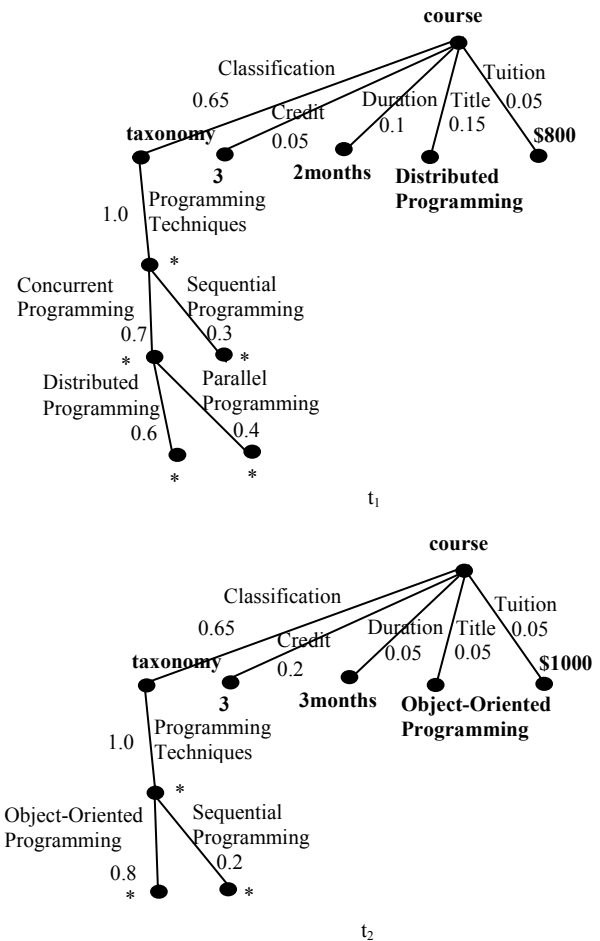 course
Classification
Tuition
0.65
Credit
Duration
Title
0.05
0.05
0.1
0.15
taxonomy
$800
3
2months
Distributed
Programming
1.0
Programming
Techniques
*
Concurrent
Programming
Sequential
Programming
0.7
0.3
*
*
Distributed
Programming
Parallel
Programming
0.6
0.4
*
*
t1
course
Classification
Tuition
0.65
Credit
Duration
Title
0.05
0.2
0.05
0.05
taxonomy
$1000
3
3months
Object-Oriented
Programming
1.0
Programming
Techniques
*
Object-Oriented
Programming
Sequential
Programming
0.8
0.2
*
*
t2